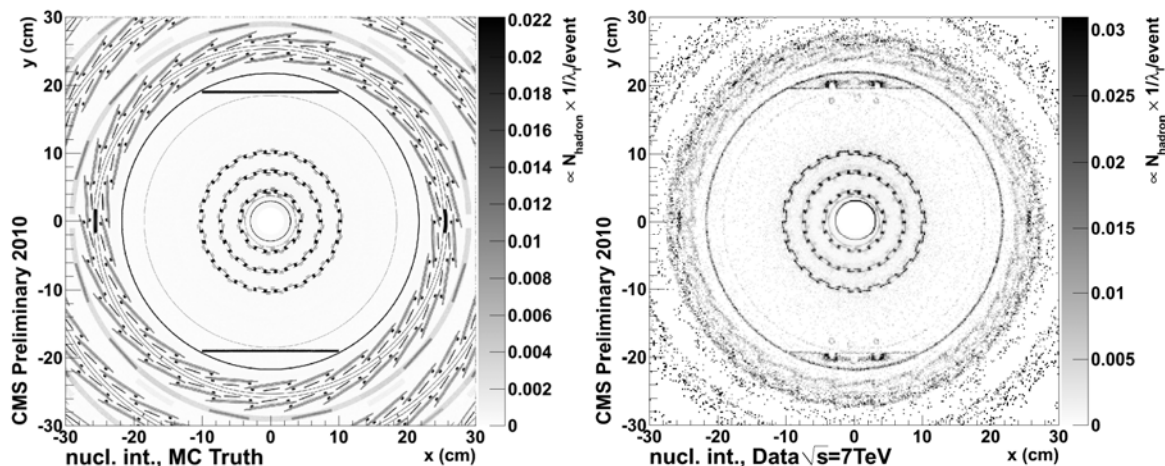 y (cm)
30
20
10
0
-10
-20
-30
-30 -20 -10 0 10 20 30
x (cm)
CMS Preliminary 2010
nucl. int., MC Truth
0.022
0.02
0.018
0.016
0.014
0.012
0.01
0.008
0.006
0.004
0.002
0
∝ N_hadron × 1/λ_I/event
y (cm)
30
20
10
0
-10
-20
-30
-30 -20 -10 0 10 20 30
x (cm)
CMS Preliminary 2010
nucl. int., Data √s=7TeV
0.03
0.025
0.02
0.015
0.01
0.005
0
∝ N_hadron × 1/λ_I/event